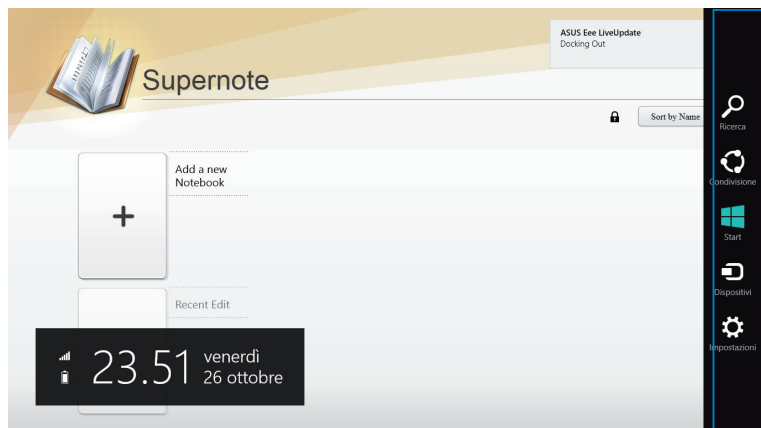 ASUS Eee LiveUpdate
Docking Out
Supernote
Sort by Name
Add a new
Notebook
Recent Edit
23.51
venerdì
26 ottobre
Ricerca
Condivisione
Start
Dispositivi
Impostazioni